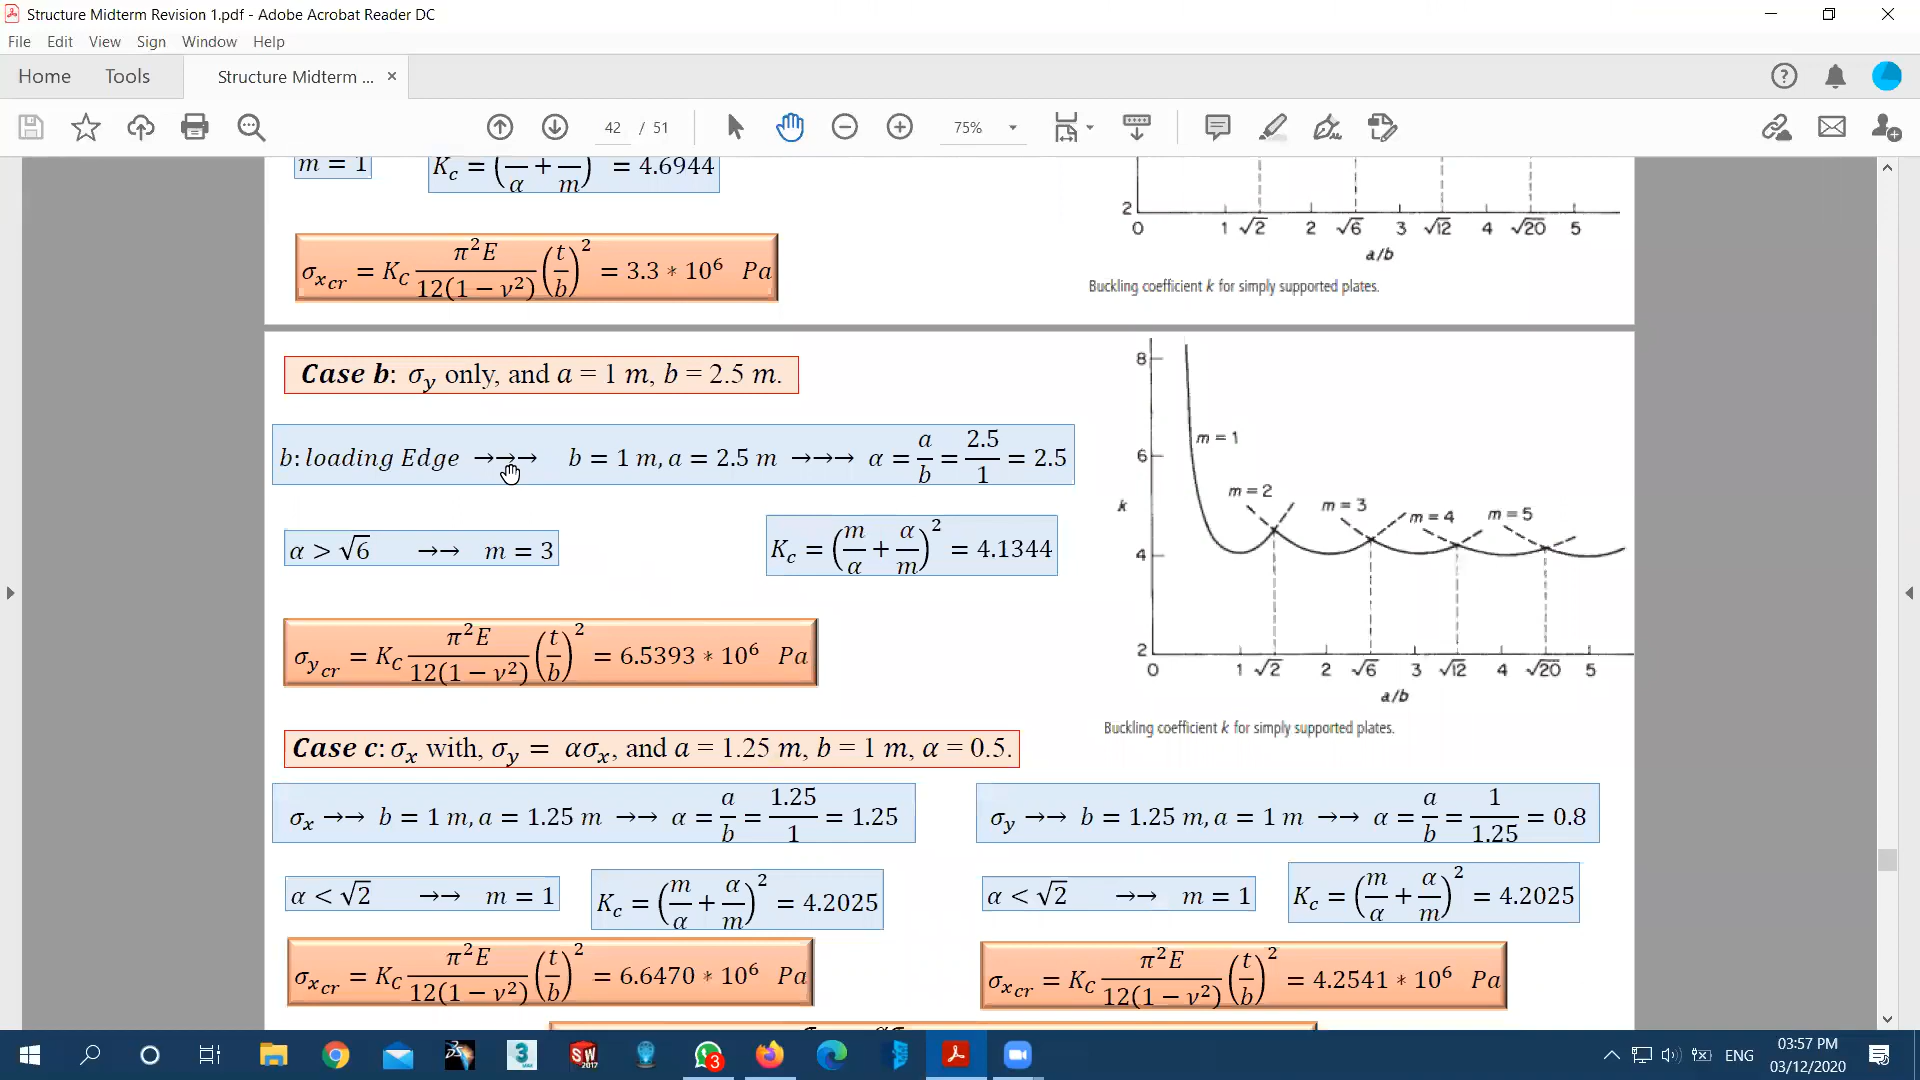 Structure Midterm Revision 1.pdf - Adobe Acrobat Reader DC
File Edit View Sign Window Help
Home Tools Structure Midterm ... ×
42 / 51 75%
m = 1
K_c = (m/α + α/m) = 4.6944
2
0 1 √2 2 √6 3 √12 4 √20 5
a/b
Buckling coefficient k for simply supported plates.
σ_xcr = K_C π²E/12(1 − ν²) (t/b)² = 3.3 * 10⁶ Pa
Case b: σ_y only, and a = 1 m, b = 2.5 m.
b: loading Edge →→→ b = 1 m, a = 2.5 m →→→ α = a/b = 2.5/1 = 2.5
α > √6 →→ m = 3
K_c = (m/α + α/m)² = 4.1344
σ_ycr = K_C π²E/12(1 − ν²) (t/b)² = 6.5393 * 10⁶ Pa
8
m = 1
6
m = 2 m = 3 m = 4 m = 5
k
4
2
0 1 √2 2 √6 3 √12 4 √20 5
a/b
Buckling coefficient k for simply supported plates.
Case c: σ_x with, σ_y = ασ_x, and a = 1.25 m, b = 1 m, α = 0.5.
σ_x →→ b = 1 m, a = 1.25 m →→ α = a/b = 1.25/1 = 1.25
σ_y →→ b = 1.25 m, a = 1 m →→ α = a/b = 1/1.25 = 0.8
α < √2 →→ m = 1
K_c = (m/α + α/m)² = 4.2025
α < √2 →→ m = 1
K_c = (m/α + α/m)² = 4.2025
σ_xcr = K_C π²E/12(1 − ν²) (t/b)² = 6.6470 * 10⁶ Pa
σ_xcr = K_C π²E/12(1 − ν²) (t/b)² = 4.2541 * 10⁶ Pa
3
SW
2017
3
ENG
03:57 PM
03/12/2020